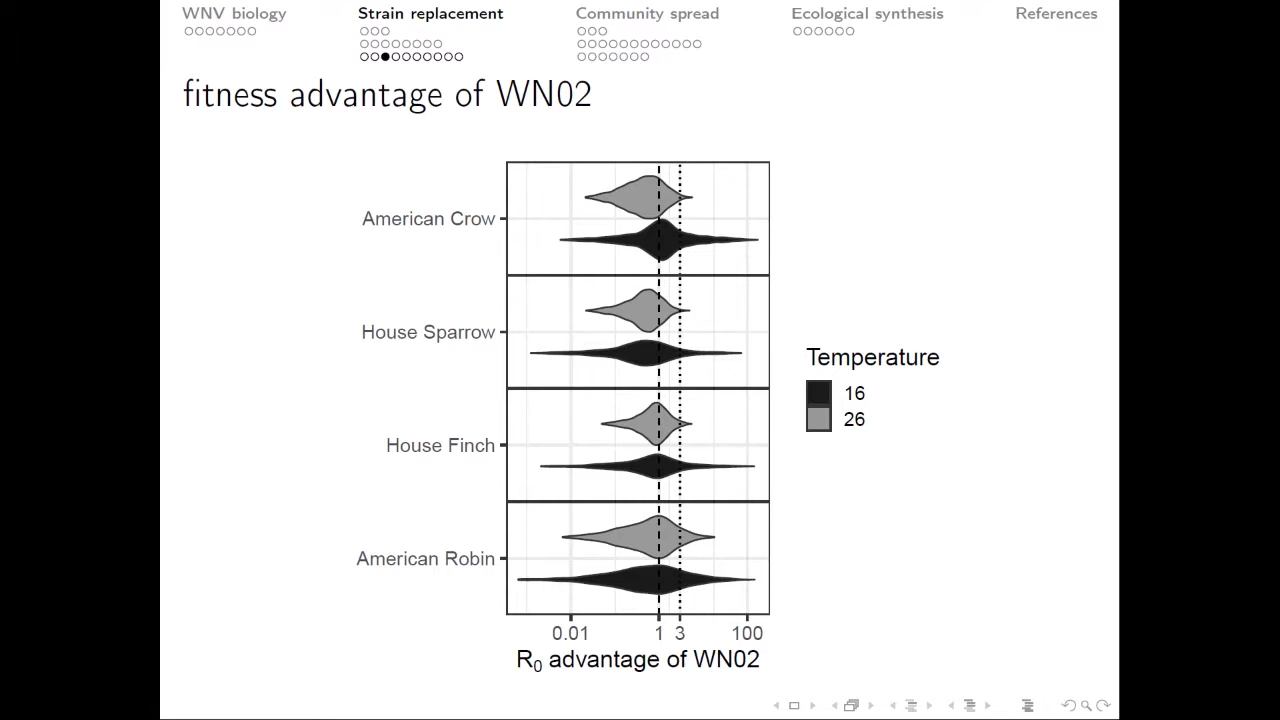 WNV biology Strain replacement Community spread Ecological synthesis References
fitness advantage of WN02
American Crow
House Sparrow
House Finch
American Robin
0.01 1 3 100
R₀ advantage of WN02
Temperature
16
26